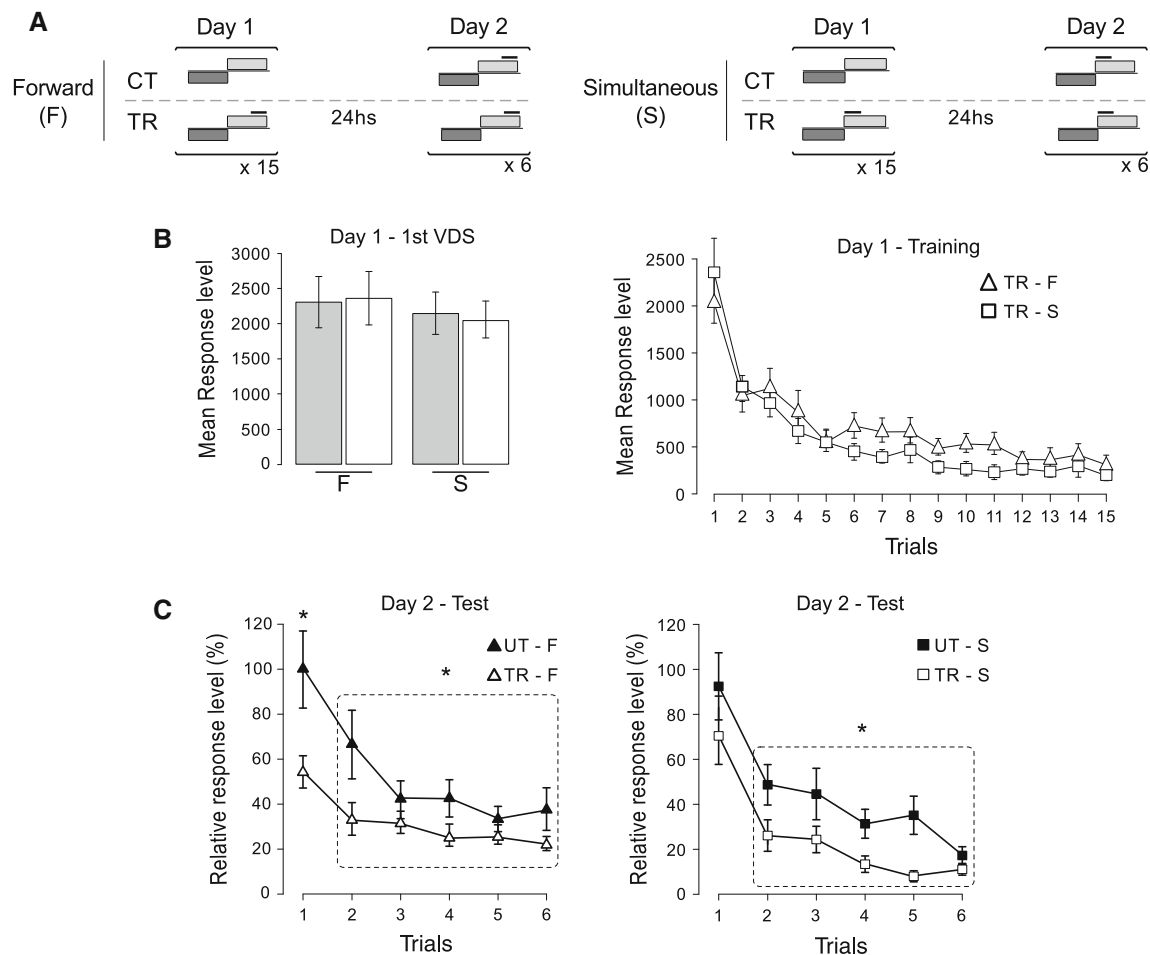 A
Day 1
Day 2
Day 1
Day 2
Forward
(F)
CT
TR
24hs
x 15
x 6
Simultaneous
(S)
CT
TR
24hs
x 15
x 6
B
Day 1 - 1st VDS
Mean Response level
3000
2500
2000
1500
1000
500
0
F
S
Day 1 - Training
Mean Response level
2500
2000
1500
1000
500
0
TR - F
TR - S
1 2 3 4 5 6 7 8 9 10 11 12 13 14 15
Trials
C
Day 2 - Test
Relative response level (%)
120
100
80
60
40
20
0
*
*
UT - F
TR - F
1 2 3 4 5 6
Trials
Day 2 - Test
Relative response level (%)
120
100
80
60
40
20
0
*
UT - S
TR - S
1 2 3 4 5 6
Trials